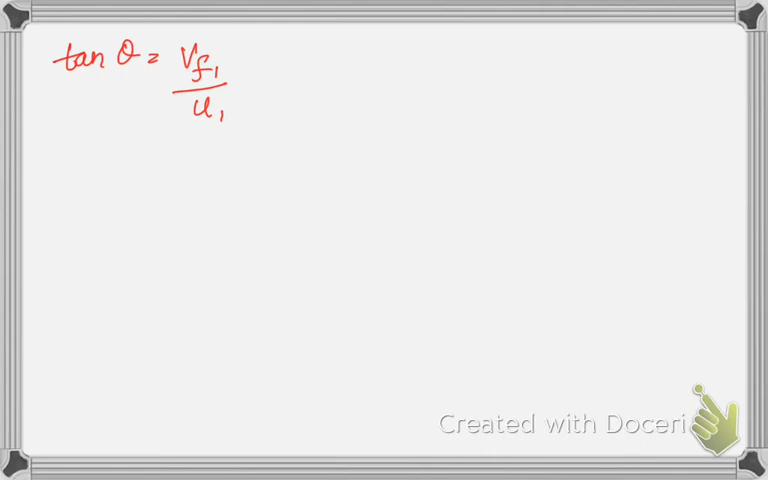 tan θ = Vf1
u1
Created with Doceri